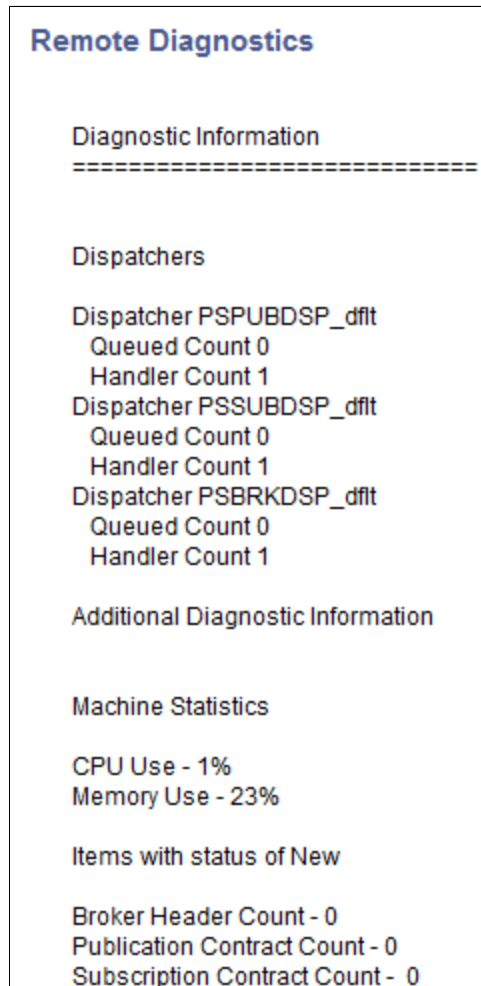 Remote Diagnostics
Diagnostic Information
=============================
Dispatchers
Dispatcher PSPUBDSP_dflt
Queued Count 0
Handler Count 1
Dispatcher PSSUBDSP_dflt
Queued Count 0
Handler Count 1
Dispatcher PSBRKDSP_dflt
Queued Count 0
Handler Count 1
Additional Diagnostic Information
Machine Statistics
CPU Use - 1%
Memory Use - 23%
Items with status of New
Broker Header Count - 0
Publication Contract Count - 0
Subscription Contract Count - 0